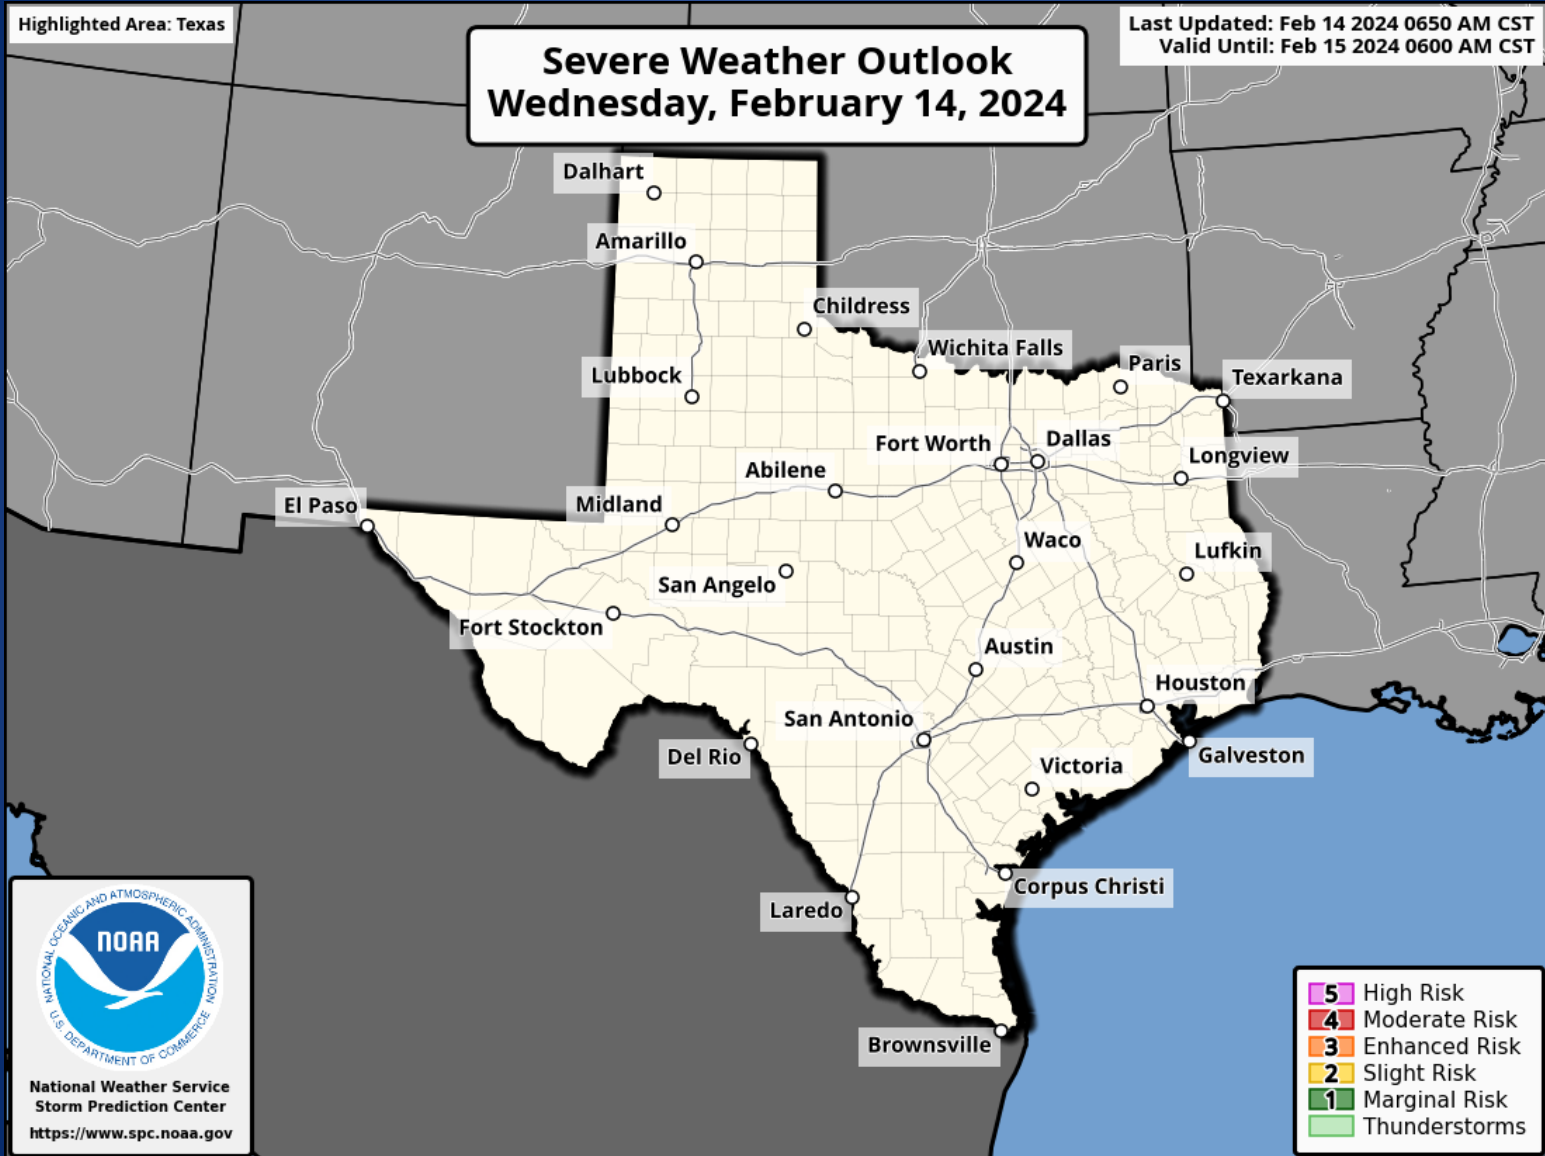 Highlighted Area: Texas
Severe Weather Outlook
Wednesday, February 14, 2024
Last Updated: Feb 14 2024 0650 AM CST
Valid Until: Feb 15 2024 0600 AM CST
Dalhart
Amarillo
Childress
Wichita Falls
Paris
Texarkana
Lubbock
Fort Worth
Dallas
Longview
Abilene
Midland
El Paso
Waco
Lufkin
San Angelo
Fort Stockton
Austin
Houston
San Antonio
Del Rio
Galveston
Victoria
Corpus Christi
Laredo
Brownsville
NATIONAL OCEANIC AND ATMOSPHERIC ADMINISTRATION
NOAA
U.S. DEPARTMENT OF COMMERCE
National Weather Service
Storm Prediction Center
https://www.spc.noaa.gov
5 High Risk
4 Moderate Risk
3 Enhanced Risk
2 Slight Risk
1 Marginal Risk
Thunderstorms